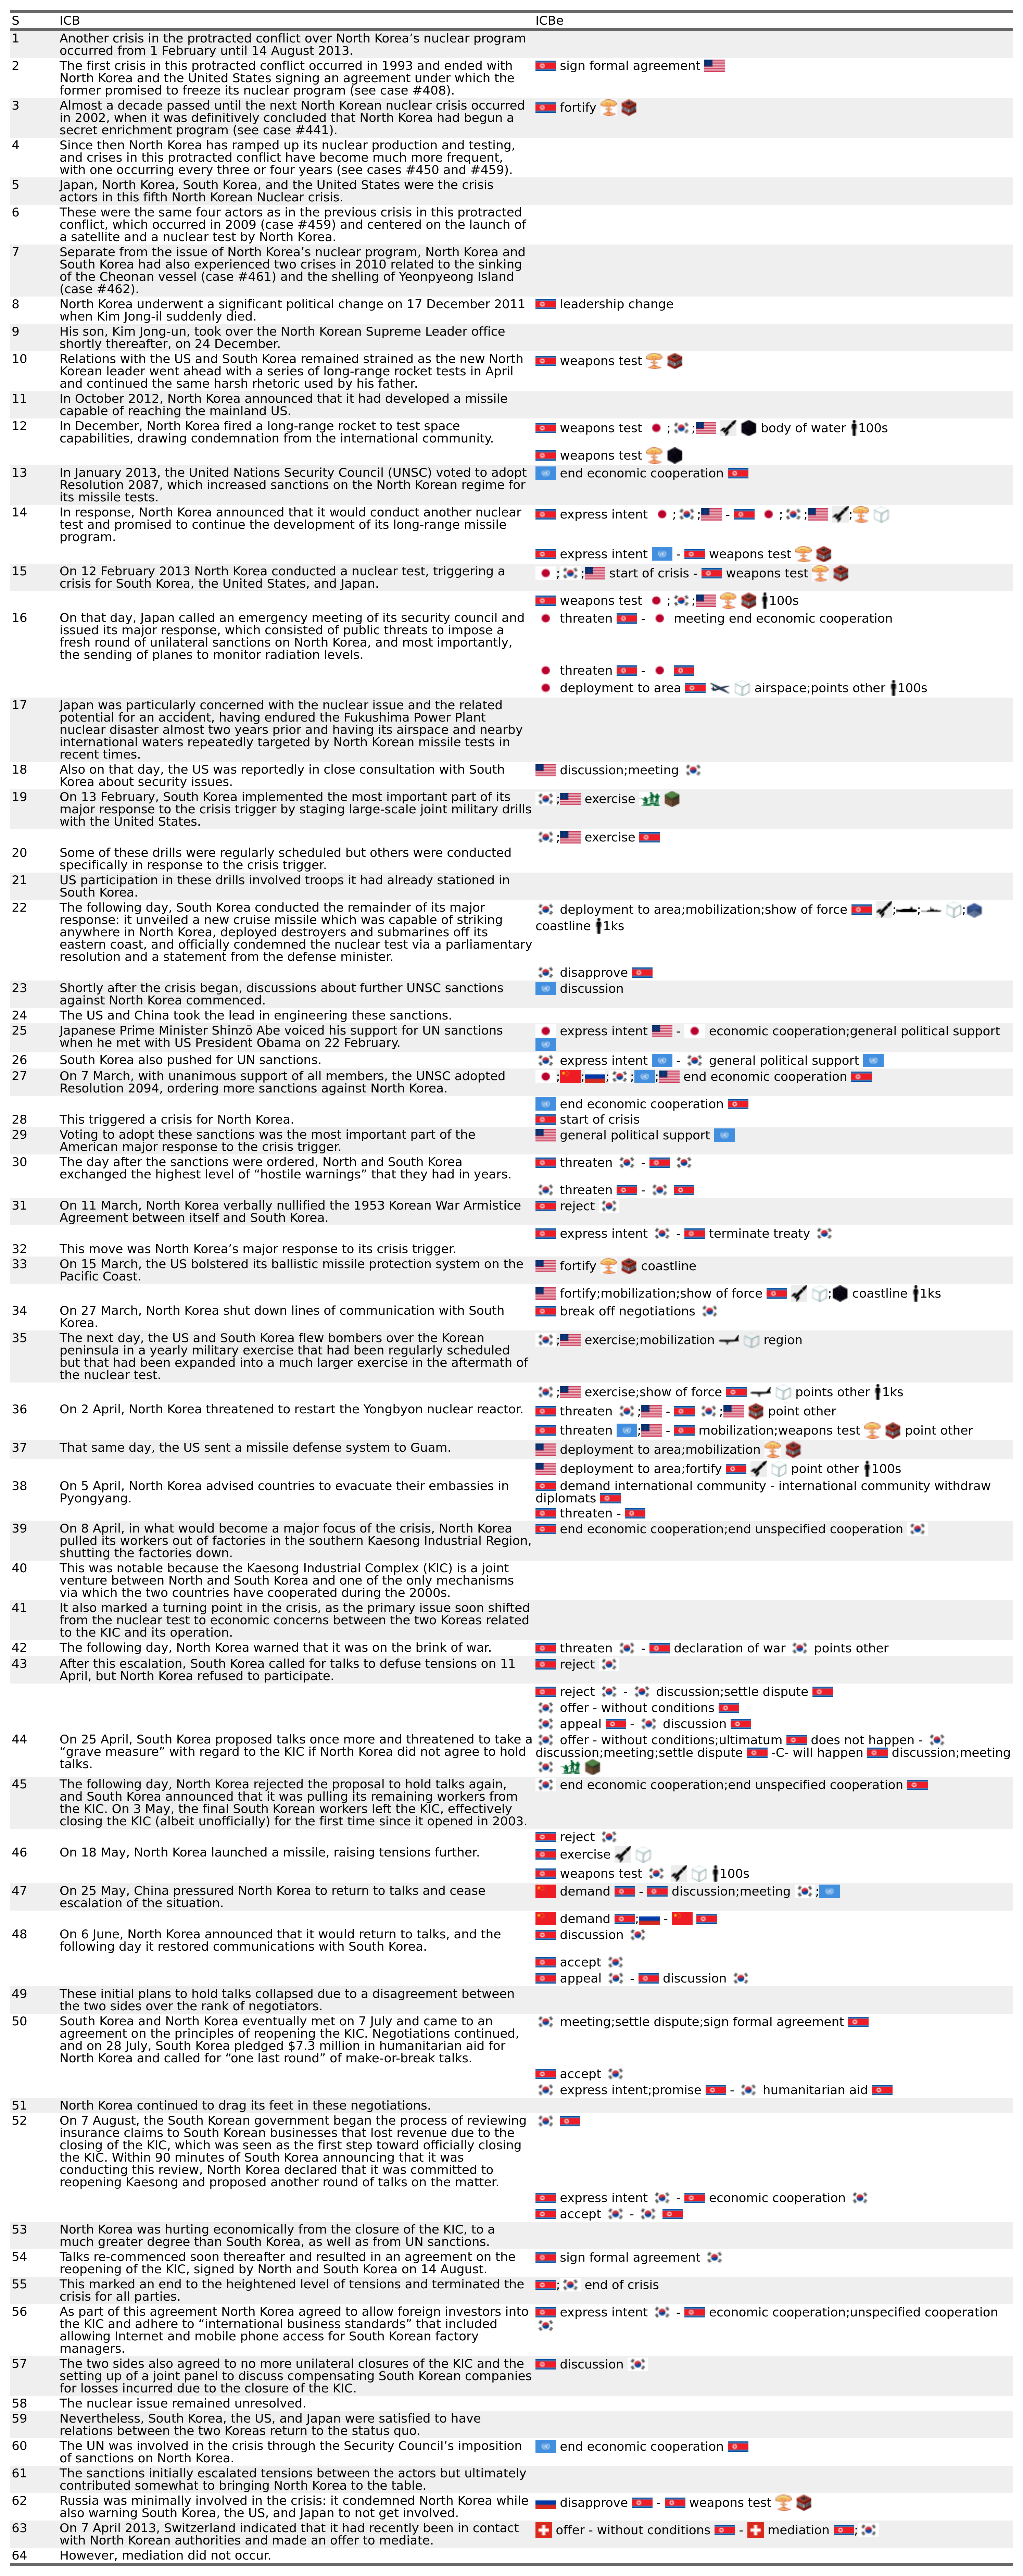 S ICB ICBe
1 Another crisis in the protracted conflict over North Korea’s nuclear program
occurred from 1 February until 14 August 2013.
2 The first crisis in this protracted conflict occurred in 1993 and ended with sign formal agreement
North Korea and the United States signing an agreement under which the
former promised to freeze its nuclear program (see case #408).
3 Almost a decade passed until the next North Korean nuclear crisis occurred fortify
in 2002, when it was definitively concluded that North Korea had begun a
secret enrichment program (see case #441).
4 Since then North Korea has ramped up its nuclear production and testing,
and crises in this protracted conflict have become much more frequent,
with one occurring every three or four years (see cases #450 and #459).
5 Japan, North Korea, South Korea, and the United States were the crisis
actors in this fifth North Korean Nuclear crisis.
6 These were the same four actors as in the previous crisis in this protracted
conflict, which occurred in 2009 (case #459) and centered on the launch of
a satellite and a nuclear test by North Korea.
7 Separate from the issue of North Korea’s nuclear program, North Korea and
South Korea had also experienced two crises in 2010 related to the sinking
of the Cheonan vessel (case #461) and the shelling of Yeonpyeong Island
(case #462).
8 North Korea underwent a significant political change on 17 December 2011 leadership change
when Kim Jong-il suddenly died.
9 His son, Kim Jong-un, took over the North Korean Supreme Leader office
shortly thereafter, on 24 December.
10 Relations with the US and South Korea remained strained as the new North weapons test
Korean leader went ahead with a series of long-range rocket tests in April
and continued the same harsh rhetoric used by his father.
11 In October 2012, North Korea announced that it had developed a missile
capable of reaching the mainland US.
12 In December, North Korea fired a long-range rocket to test space weapons test ; ; body of water 100s
capabilities, drawing condemnation from the international community.
weapons test
13 In January 2013, the United Nations Security Council (UNSC) voted to adopt end economic cooperation
Resolution 2087, which increased sanctions on the North Korean regime for
its missile tests.
14 In response, North Korea announced that it would conduct another nuclear express intent ; ; - ; ; ;
test and promised to continue the development of its long-range missile
program.
express intent - weapons test
15 On 12 February 2013 North Korea conducted a nuclear test, triggering a ; ; start of crisis - weapons test
crisis for South Korea, the United States, and Japan.
weapons test ; ; 100s
16 On that day, Japan called an emergency meeting of its security council and threaten - meeting end economic cooperation
issued its major response, which consisted of public threats to impose a
fresh round of unilateral sanctions on North Korea, and most importantly,
the sending of planes to monitor radiation levels.
threaten -
deployment to area airspace;points other 100s
17 Japan was particularly concerned with the nuclear issue and the related
potential for an accident, having endured the Fukushima Power Plant
nuclear disaster almost two years prior and having its airspace and nearby
international waters repeatedly targeted by North Korean missile tests in
recent times.
18 Also on that day, the US was reportedly in close consultation with South discussion;meeting
Korea about security issues.
19 On 13 February, South Korea implemented the most important part of its ; exercise
major response to the crisis trigger by staging large-scale joint military drills
with the United States.
; exercise
20 Some of these drills were regularly scheduled but others were conducted
specifically in response to the crisis trigger.
21 US participation in these drills involved troops it had already stationed in
South Korea.
22 The following day, South Korea conducted the remainder of its major deployment to area;mobilization;show of force ; ; ;
response: it unveiled a new cruise missile which was capable of striking coastline 1ks
anywhere in North Korea, deployed destroyers and submarines off its
eastern coast, and officially condemned the nuclear test via a parliamentary
resolution and a statement from the defense minister.
disapprove
23 Shortly after the crisis began, discussions about further UNSC sanctions discussion
against North Korea commenced.
24 The US and China took the lead in engineering these sanctions.
25 Japanese Prime Minister Shinzō Abe voiced his support for UN sanctions express intent - economic cooperation;general political support
when he met with US President Obama on 22 February.
26 South Korea also pushed for UN sanctions. express intent - general political support
27 On 7 March, with unanimous support of all members, the UNSC adopted ; ; ; ; ; end economic cooperation
Resolution 2094, ordering more sanctions against North Korea.
end economic cooperation
28 This triggered a crisis for North Korea. start of crisis
29 Voting to adopt these sanctions was the most important part of the general political support
American major response to the crisis trigger.
30 The day after the sanctions were ordered, North and South Korea threaten -
exchanged the highest level of “hostile warnings” that they had in years.
threaten -
31 On 11 March, North Korea verbally nullified the 1953 Korean War Armistice reject
Agreement between itself and South Korea.
express intent - terminate treaty
32 This move was North Korea’s major response to its crisis trigger.
33 On 15 March, the US bolstered its ballistic missile protection system on the fortify coastline
Pacific Coast.
fortify;mobilization;show of force ; coastline 1ks
34 On 27 March, North Korea shut down lines of communication with South break off negotiations
Korea.
35 The next day, the US and South Korea flew bombers over the Korean ; exercise;mobilization region
peninsula in a yearly military exercise that had been regularly scheduled
but that had been expanded into a much larger exercise in the aftermath of
the nuclear test.
; exercise;show of force points other 1ks
36 On 2 April, North Korea threatened to restart the Yongbyon nuclear reactor. threaten ; - ; point other
threaten ; - mobilization;weapons test point other
37 That same day, the US sent a missile defense system to Guam. deployment to area;mobilization
deployment to area;fortify point other 100s
38 On 5 April, North Korea advised countries to evacuate their embassies in demand international community - international community withdraw
Pyongyang. diplomats
threaten -
39 On 8 April, in what would become a major focus of the crisis, North Korea end economic cooperation;end unspecified cooperation
pulled its workers out of factories in the southern Kaesong Industrial Region,
shutting the factories down.
40 This was notable because the Kaesong Industrial Complex (KIC) is a joint
venture between North and South Korea and one of the only mechanisms
via which the two countries have cooperated during the 2000s.
41 It also marked a turning point in the crisis, as the primary issue soon shifted
from the nuclear test to economic concerns between the two Koreas related
to the KIC and its operation.
42 The following day, North Korea warned that it was on the brink of war. threaten - declaration of war points other
43 After this escalation, South Korea called for talks to defuse tensions on 11 reject
April, but North Korea refused to participate.
reject - discussion;settle dispute
offer - without conditions
appeal - discussion
44 On 25 April, South Korea proposed talks once more and threatened to take a offer - without conditions;ultimatum does not happen -
“grave measure” with regard to the KIC if North Korea did not agree to hold discussion;meeting;settle dispute -C- will happen discussion;meeting
talks.
45 The following day, North Korea rejected the proposal to hold talks again, end economic cooperation;end unspecified cooperation
and South Korea announced that it was pulling its remaining workers from
the KIC. On 3 May, the final South Korean workers left the KIC, effectively
closing the KIC (albeit unofficially) for the first time since it opened in 2003.
reject
46 On 18 May, North Korea launched a missile, raising tensions further. exercise
weapons test 100s
47 On 25 May, China pressured North Korea to return to talks and cease demand - discussion;meeting ;
escalation of the situation.
demand ; -
48 On 6 June, North Korea announced that it would return to talks, and the discussion
following day it restored communications with South Korea.
accept
appeal - discussion
49 These initial plans to hold talks collapsed due to a disagreement between
the two sides over the rank of negotiators.
50 South Korea and North Korea eventually met on 7 July and came to an meeting;settle dispute;sign formal agreement
agreement on the principles of reopening the KIC. Negotiations continued,
and on 28 July, South Korea pledged $7.3 million in humanitarian aid for
North Korea and called for “one last round” of make-or-break talks.
accept
express intent;promise - humanitarian aid
51 North Korea continued to drag its feet in these negotiations.
52 On 7 August, the South Korean government began the process of reviewing
insurance claims to South Korean businesses that lost revenue due to the
closing of the KIC, which was seen as the first step toward officially closing
the KIC. Within 90 minutes of South Korea announcing that it was
conducting this review, North Korea declared that it was committed to
reopening Kaesong and proposed another round of talks on the matter.
express intent - economic cooperation
accept -
53 North Korea was hurting economically from the closure of the KIC, to a
much greater degree than South Korea, as well as from UN sanctions.
54 Talks re-commenced soon thereafter and resulted in an agreement on the sign formal agreement
reopening of the KIC, signed by North and South Korea on 14 August.
55 This marked an end to the heightened level of tensions and terminated the ; end of crisis
crisis for all parties.
56 As part of this agreement North Korea agreed to allow foreign investors into express intent - economic cooperation;unspecified cooperation
the KIC and adhere to “international business standards” that included
allowing Internet and mobile phone access for South Korean factory
managers.
57 The two sides also agreed to no more unilateral closures of the KIC and the discussion
setting up of a joint panel to discuss compensating South Korean companies
for losses incurred due to the closure of the KIC.
58 The nuclear issue remained unresolved.
59 Nevertheless, South Korea, the US, and Japan were satisfied to have
relations between the two Koreas return to the status quo.
60 The UN was involved in the crisis through the Security Council’s imposition end economic cooperation
of sanctions on North Korea.
61 The sanctions initially escalated tensions between the actors but ultimately
contributed somewhat to bringing North Korea to the table.
62 Russia was minimally involved in the crisis: it condemned North Korea while disapprove - weapons test
also warning South Korea, the US, and Japan to not get involved.
63 On 7 April 2013, Switzerland indicated that it had recently been in contact offer - without conditions - mediation ;
with North Korean authorities and made an offer to mediate.
64 However, mediation did not occur.